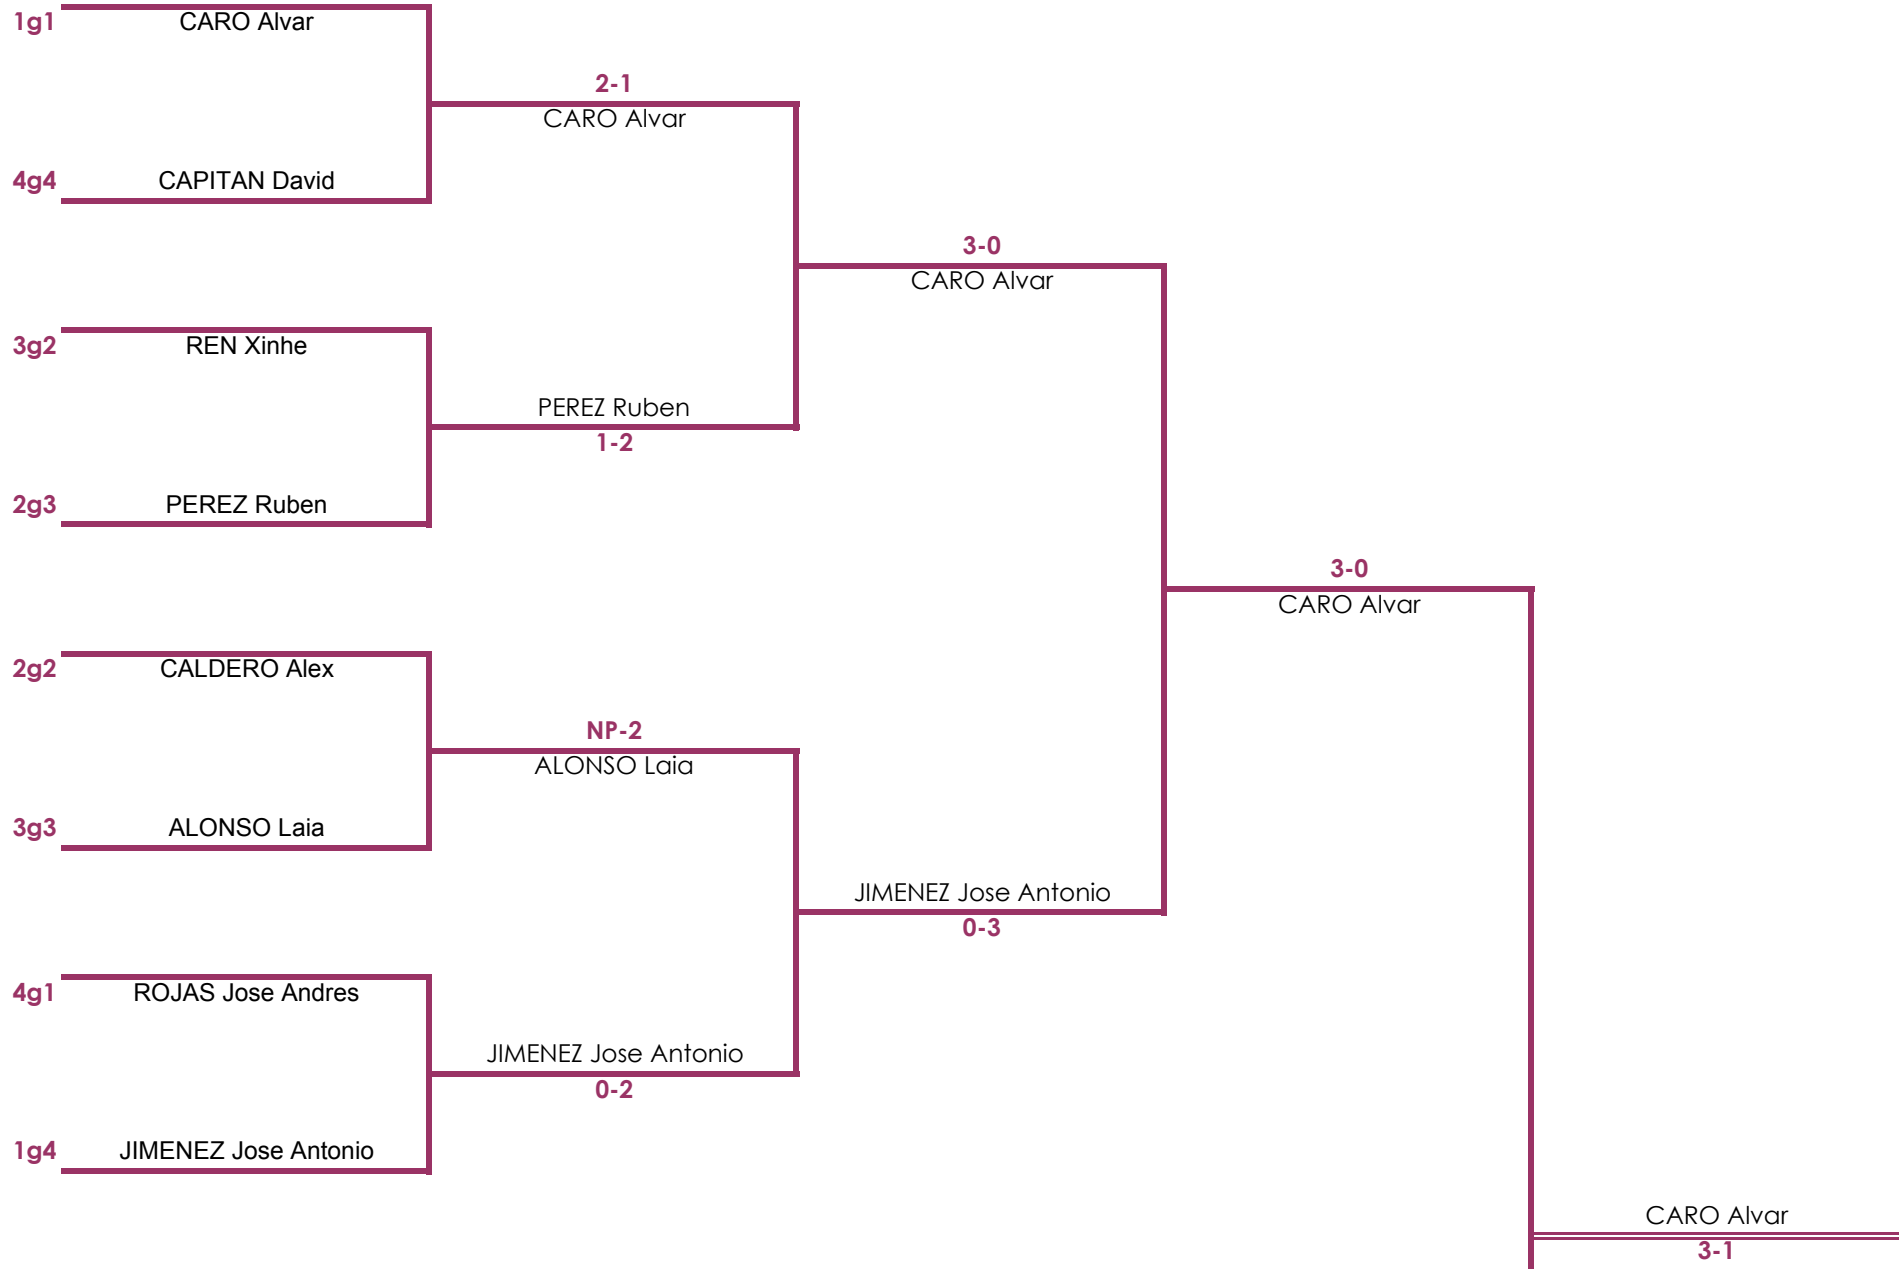 1g1
CARO Alvar
2-1
CARO Alvar
4g4
CAPITAN David
3-0
CARO Alvar
3g2
REN Xinhe
PEREZ Ruben
1-2
2g3
PEREZ Ruben
3-0
CARO Alvar
2g2
CALDERO Alex
NP-2
ALONSO Laia
3g3
ALONSO Laia
JIMENEZ Jose Antonio
0-3
4g1
ROJAS Jose Andres
JIMENEZ Jose Antonio
0-2
1g4
JIMENEZ Jose Antonio
CARO Alvar
3-1